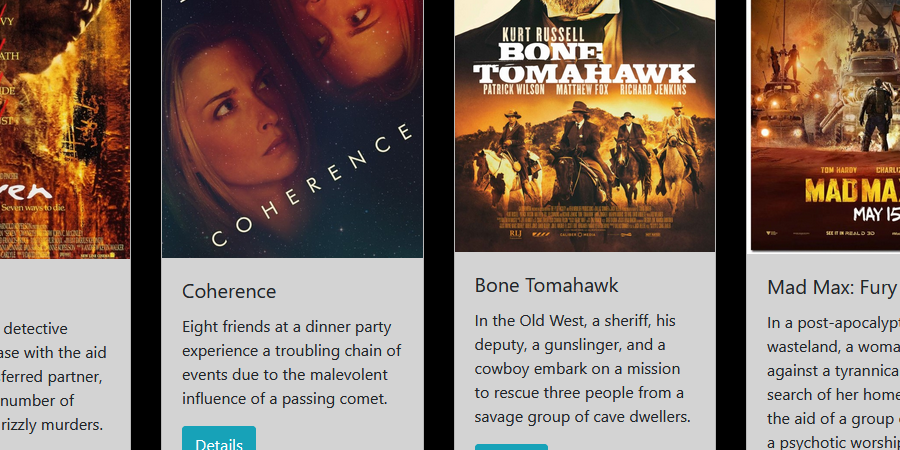 Seven ways to die.
detective
ase with the aid
ferred partner,
number of
rizzly murders.
COHERENCE
Coherence
Eight friends at a dinner party
experience a troubling chain of
events due to the malevolent
influence of a passing comet.
Details
KURT RUSSELL
BONE
TOMAHAWK
PATRICK WILSON MATTHEW FOX RICHARD JENKINS
RLJ
CALIBER MEDIA
Bone Tomahawk
In the Old West, a sheriff, his
deputy, a gunslinger, and a
cowboy embark on a mission
to rescue three people from a
savage group of cave dwellers.
TOM HARDY CHARLIZ
MAD MA
MAY 15
SEE IT IN REAL D 3D
Mad Max: Fury
In a post-apocalypt
wasteland, a woma
against a tyrannica
search of her home
the aid of a group
a psychotic worship